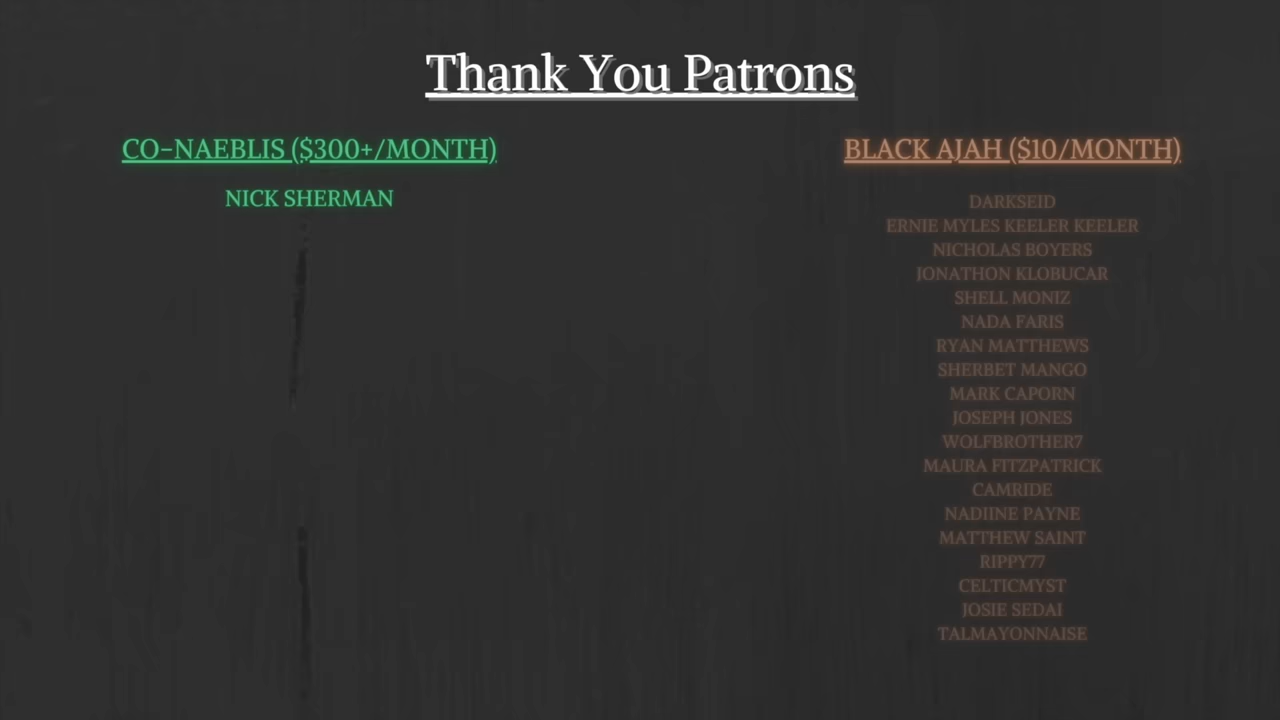 Thank You Patrons
CO-NAEBLIS ($300+/MONTH)
NICK SHERMAN
BLACK AJAH ($10/MONTH)
DARKSEID
ERNIE MYLES KEELER KEELER
NICHOLAS BOYERS
JONATHON KLOBUCAR
SHELL MONIZ
NADA FARIS
RYAN MATTHEWS
SHERBET MANGO
MARK CAPORN
JOSEPH JONES
WOLFBROTHER7
MAURA FITZPATRICK
CAMRIDE
NADIINE PAYNE
MATTHEW SAINT
RIPPY77
CELTICMYST
JOSIE SEDAI
TALMAYONNAISE